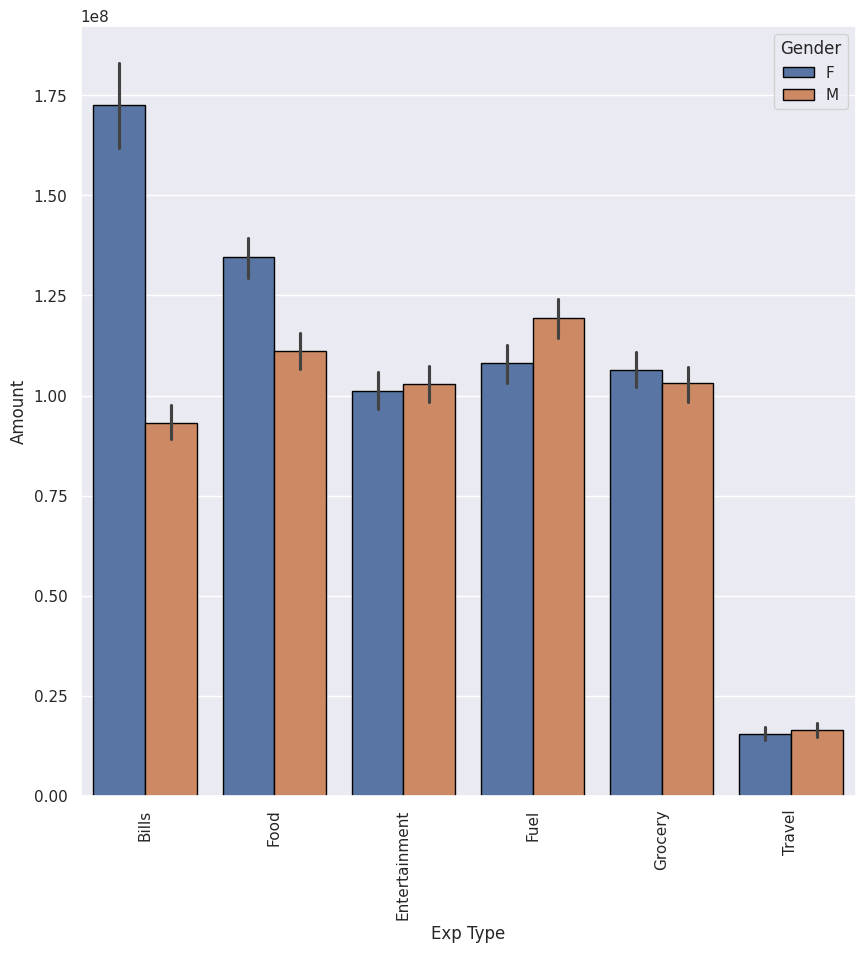 1e8
Gender
F
M
1.75
1.50
1.25
1.00
0.75
0.50
0.25
0.00
Amount
Bills
Food
Entertainment
Fuel
Grocery
Travel
Exp Type